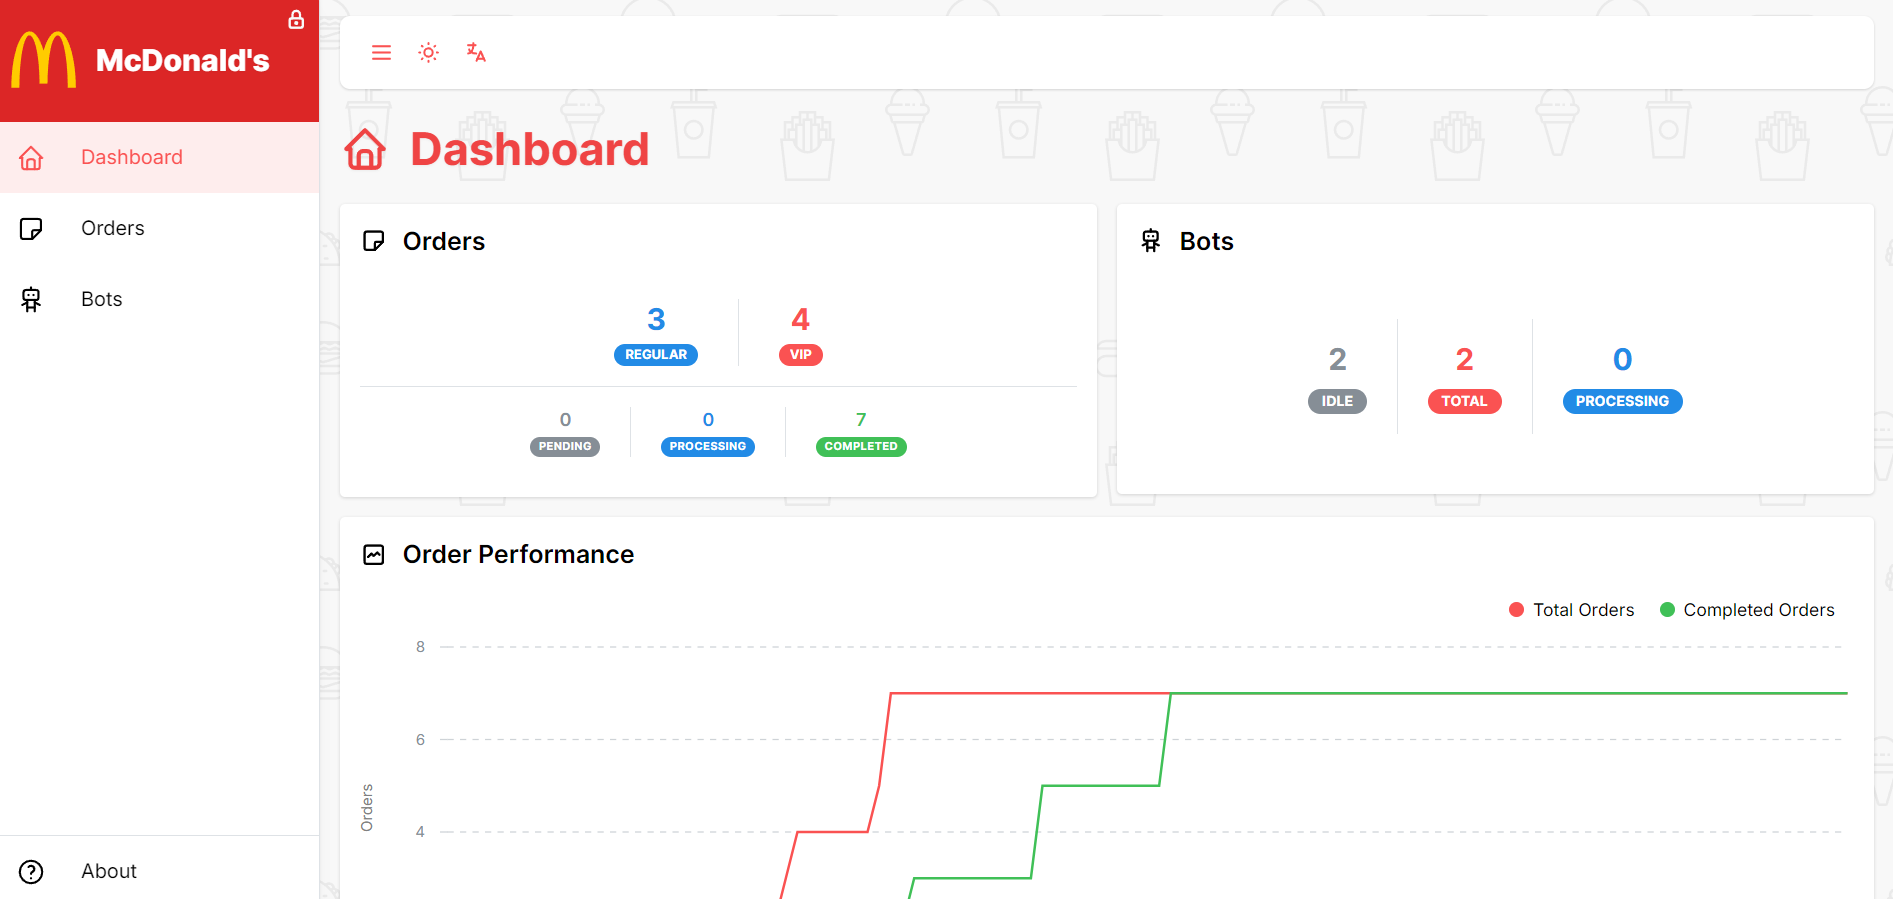 McDonald's
Dashboard
Orders
Bots
About
Dashboard
Orders
3
REGULAR
4
VIP
0
PENDING
0
PROCESSING
7
COMPLETED
Bots
2
IDLE
2
TOTAL
0
PROCESSING
Order Performance
Total Orders
Completed Orders
8
6
4
Orders